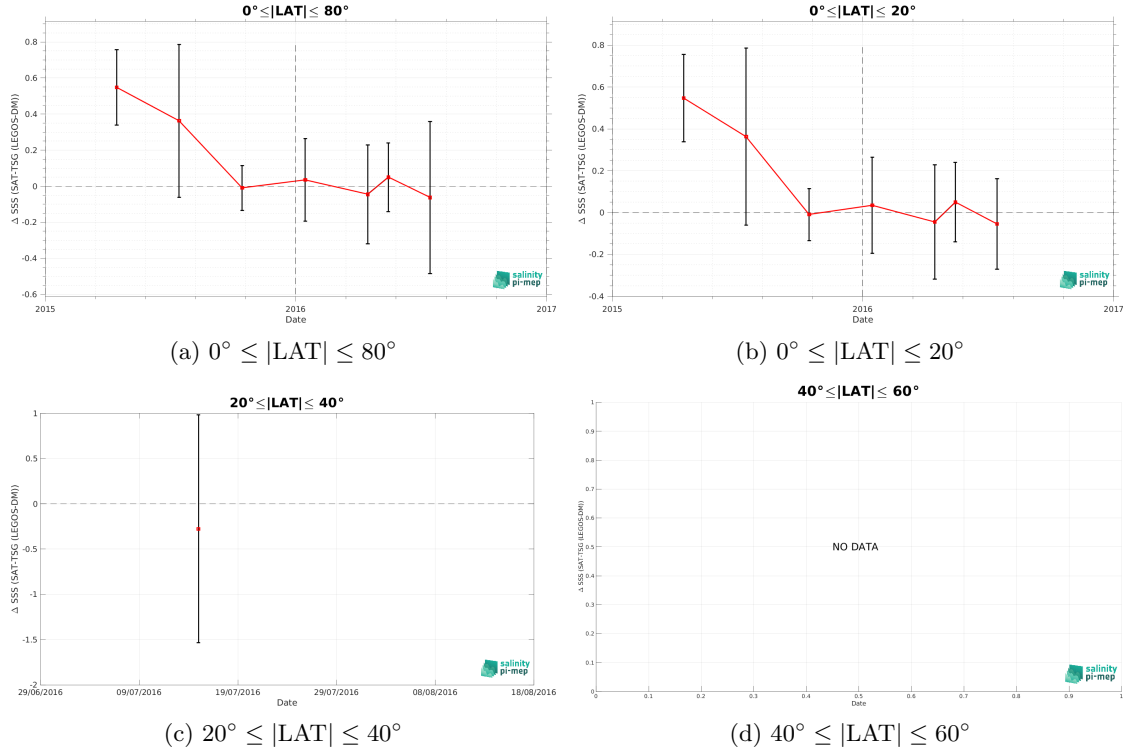 0°≤|LAT|≤ 80°
Δ SSS (SAT-TSG (LEGOS-DM))
0.8
0.6
0.4
0.2
0
-0.2
-0.4
-0.6
2015
2016
2017
Date
salinity
pi-mep
(a) 0° ≤ |LAT| ≤ 80°
0°≤|LAT|≤ 20°
Δ SSS (SAT-TSG (LEGOS-DM))
0.8
0.6
0.4
0.2
0
-0.2
-0.4
2015
2016
2017
Date
salinity
pi-mep
(b) 0° ≤ |LAT| ≤ 20°
20°≤|LAT|≤ 40°
Δ SSS (SAT-TSG (LEGOS-DM))
1
0.5
0
-0.5
-1
-1.5
-2
29/06/2016
09/07/2016
19/07/2016
29/07/2016
08/08/2016
18/08/2016
Date
salinity
pi-mep
(c) 20° ≤ |LAT| ≤ 40°
40°≤|LAT|≤ 60°
Δ SSS (SAT-TSG (LEGOS-DM))
1
0.9
0.8
0.7
0.6
0.5
0.4
0.3
0.2
0.1
0
NO DATA
0
0.1
0.2
0.3
0.4
0.5
0.6
0.7
0.8
0.9
1
Date
salinity
pi-mep
(d) 40° ≤ |LAT| ≤ 60°